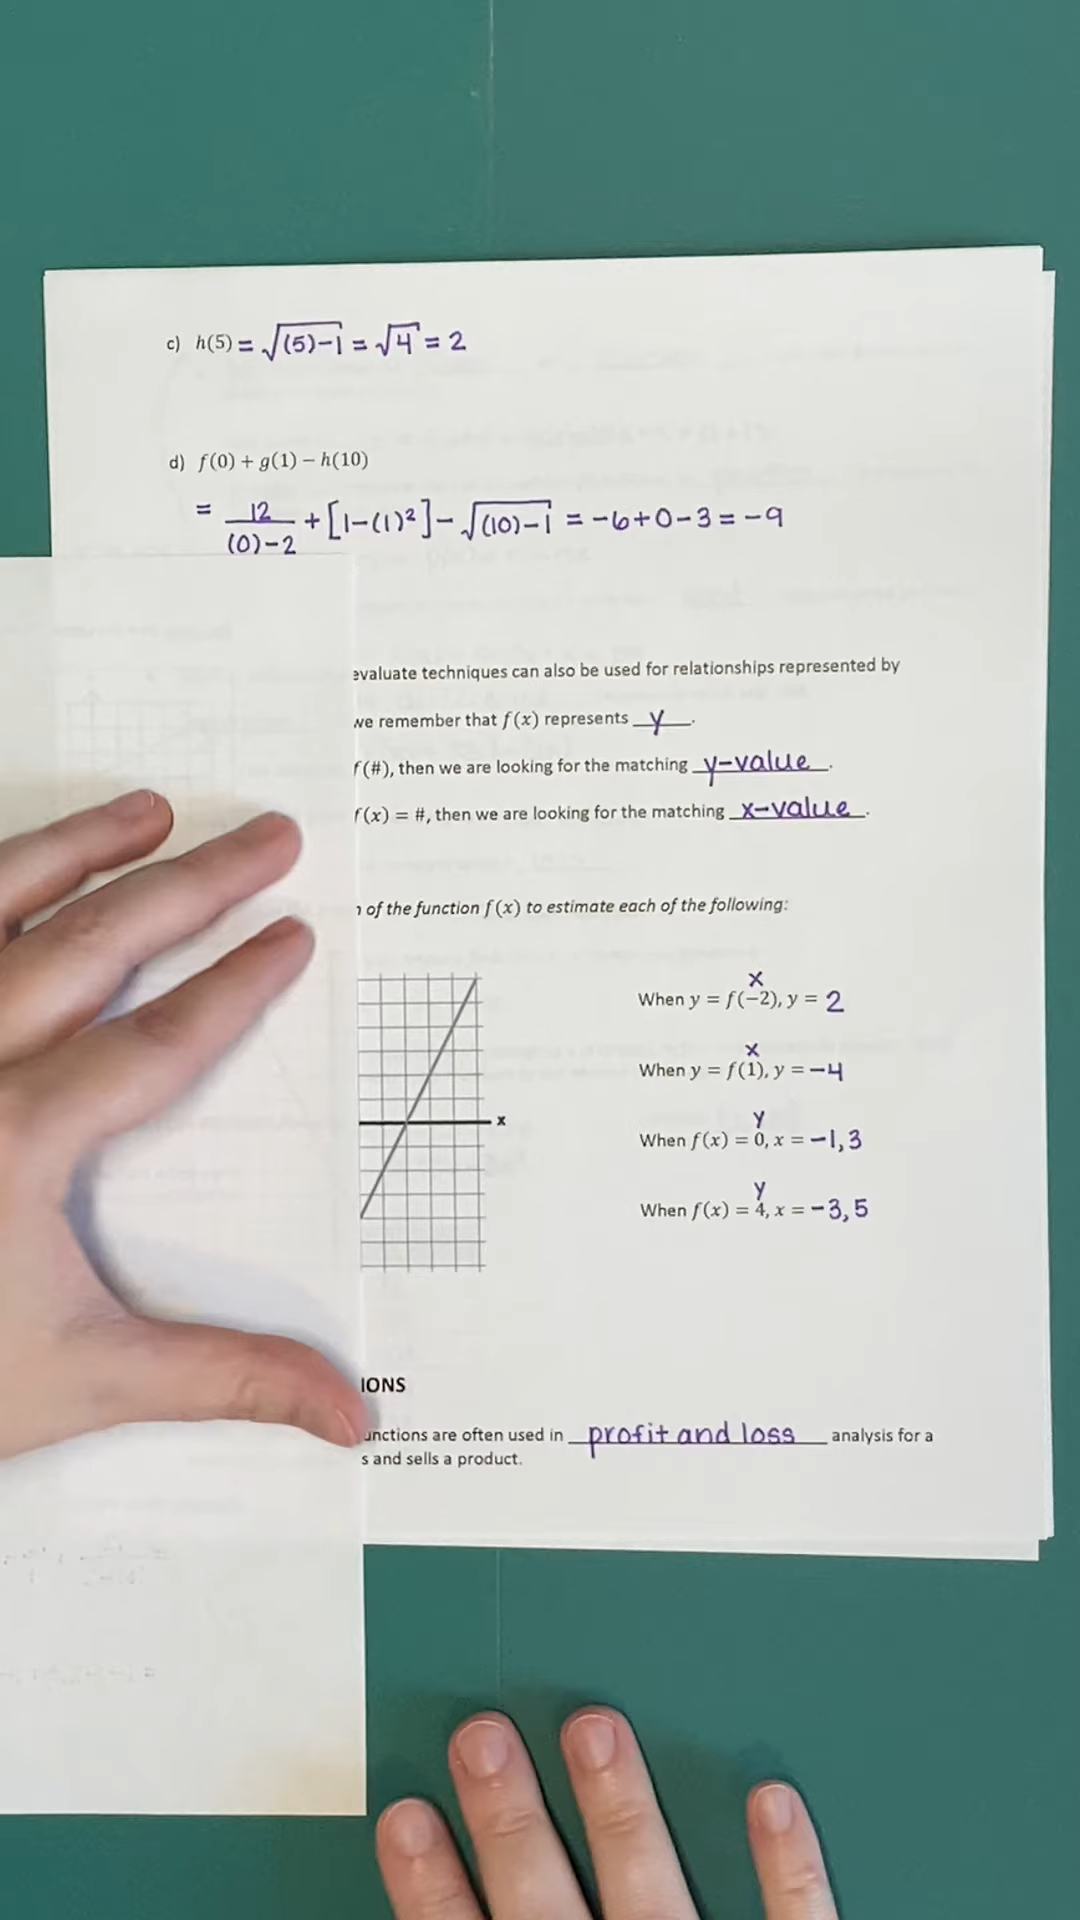 c) h(5) = √(5)-1 = √4 = 2
d) f(0) + g(1) − h(10)
= 12/(0)-2 + [1-(1)²] - √(10)-1 = -6+0-3 = -9
evaluate techniques can also be used for relationships represented by
we remember that f(x) represents y.
f(#), then we are looking for the matching y-value.
f(x) = #, then we are looking for the matching x-value.
of the function f(x) to estimate each of the following:
x
When y = f(−2), y = 2
x
When y = f(1), y = -4
x
y
When f(x) = 0, x = -1, 3
y
When f(x) = 4, x = -3, 5
IONS
unctions are often used in profit and loss analysis for a
s and sells a product.